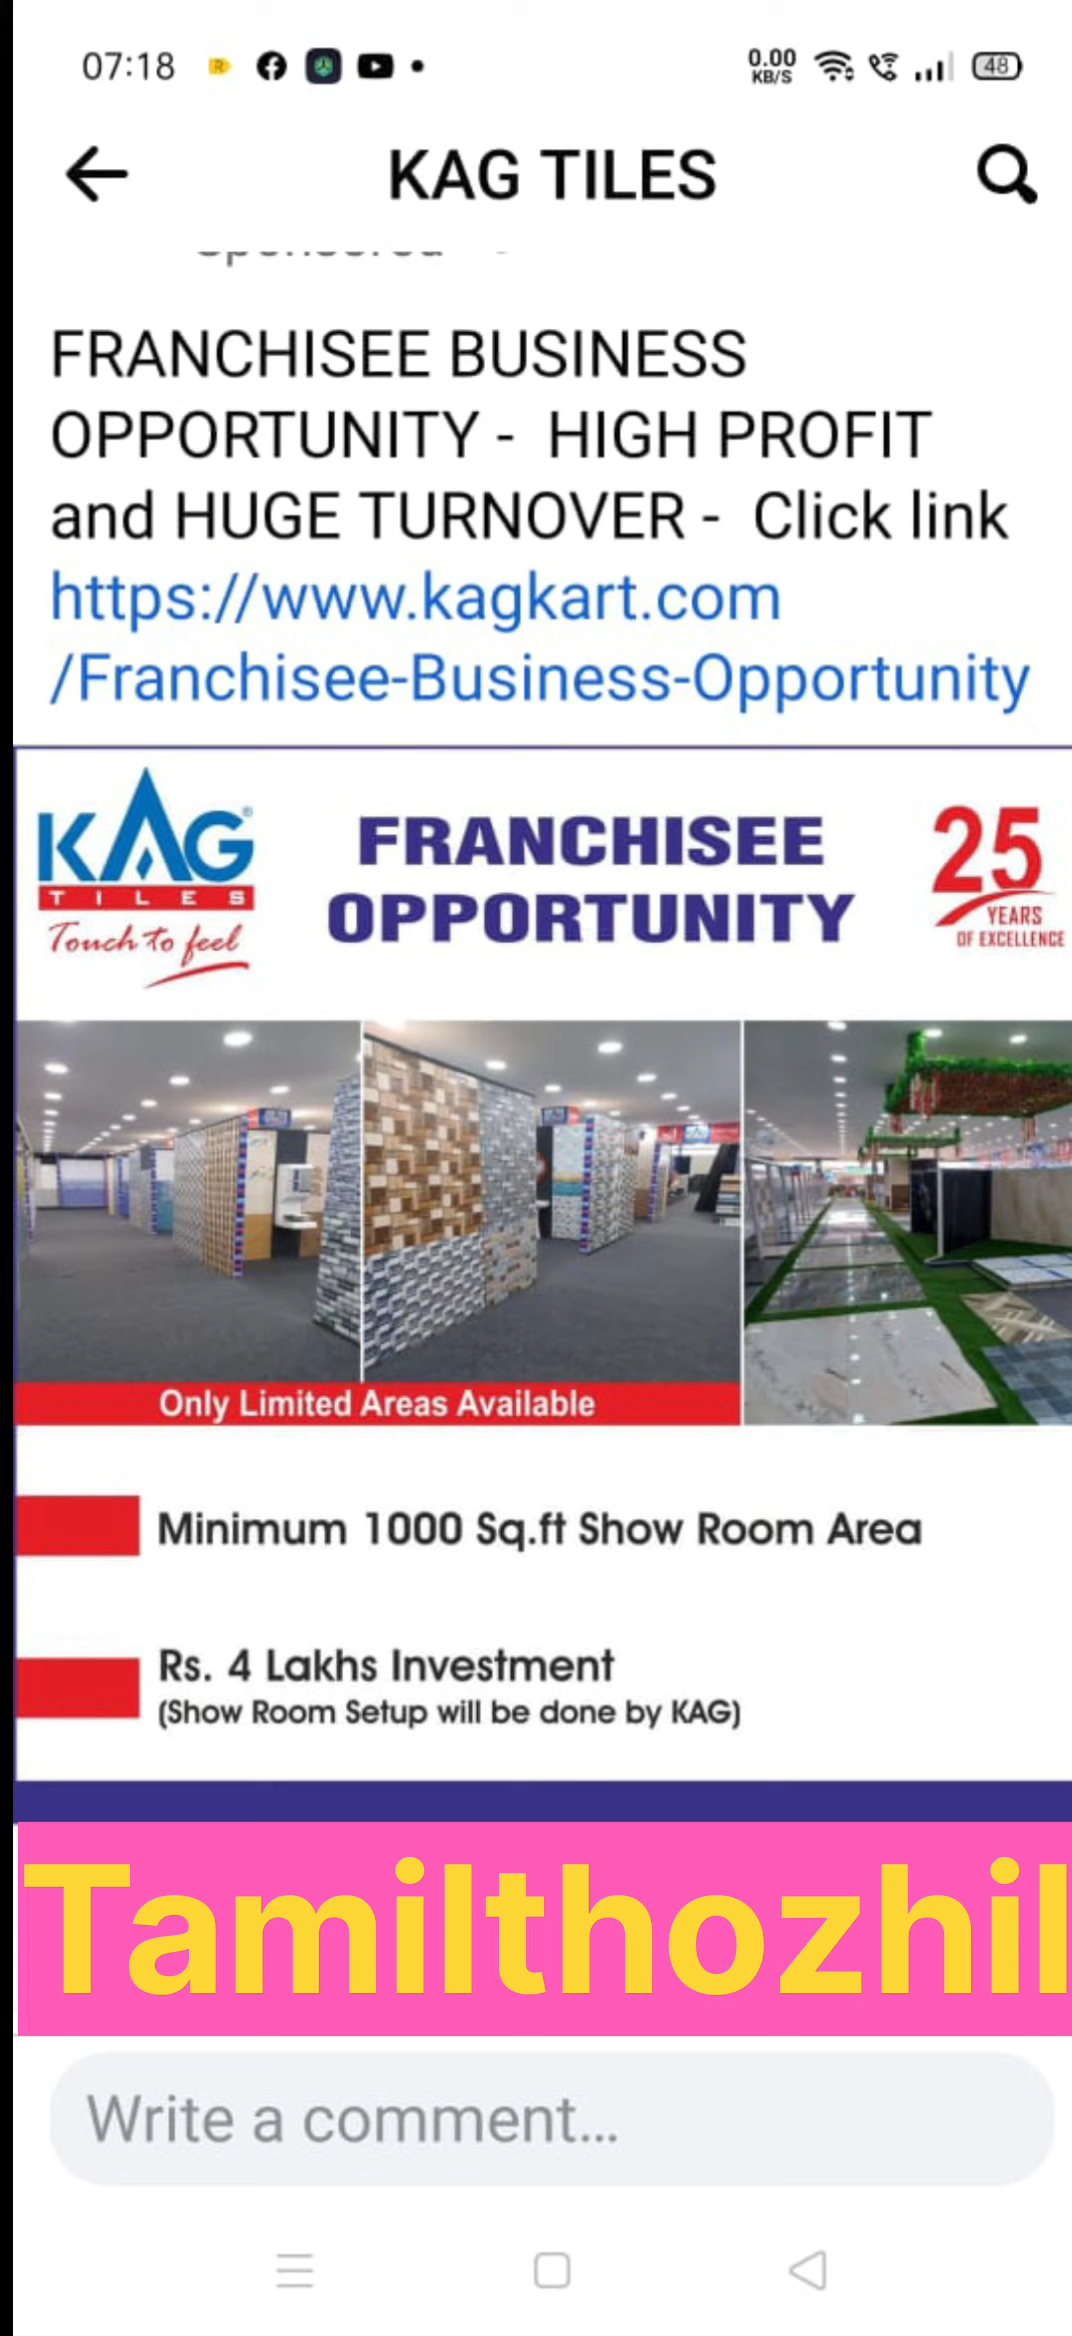 07:18
0.00
KB/S
48
KAG TILES
Sponsored
FRANCHISEE BUSINESS
OPPORTUNITY - HIGH PROFIT
and HUGE TURNOVER - Click link
https://www.kagkart.com
/Franchisee-Business-Opportunity
KAG®
TILES
Touch to feel
FRANCHISEE
OPPORTUNITY
25
YEARS
OF EXCELLENCE
Only Limited Areas Available
Minimum 1000 Sq.ft Show Room Area
Rs. 4 Lakhs Investment
(Show Room Setup will be done by KAG)
Tamilthozhil
Write a comment...